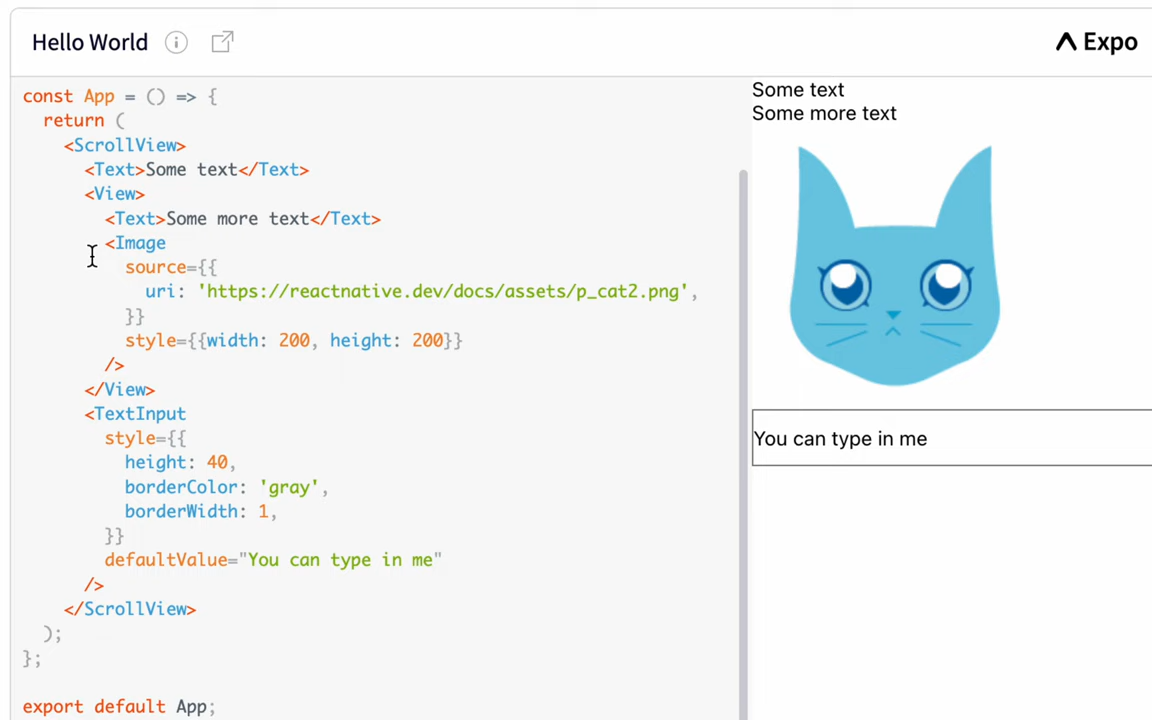 Hello World
Expo
const App = () => {
  return (
    <ScrollView>
      <Text>Some text</Text>
      <View>
        <Text>Some more text</Text>
        <Image
          source={{
            uri: 'https://reactnative.dev/docs/assets/p_cat2.png',
          }}
          style={{width: 200, height: 200}}
        />
      </View>
      <TextInput
        style={{
          height: 40,
          borderColor: 'gray',
          borderWidth: 1,
        }}
        defaultValue="You can type in me"
      />
    </ScrollView>
  );
};
export default App;
Some text
Some more text
You can type in me